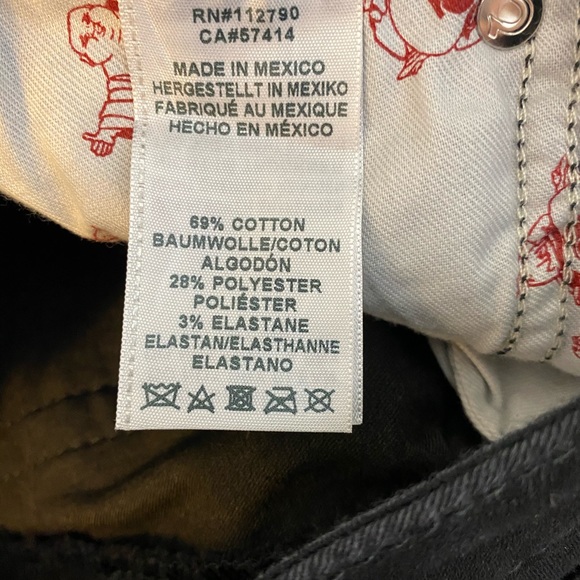 RN#112790
CA#57414
MADE IN MEXICO
HERGESTELLT IN MEXIKO
FABRIQUÉ AU MEXIQUE
HECHO EN MÉXICO
69% COTTON
BAUMWOLLE/COTON
ALGODÓN
28% POLYESTER
POLIÉSTER
3% ELASTANE
ELASTAN/ELASTHANNE
ELASTANO